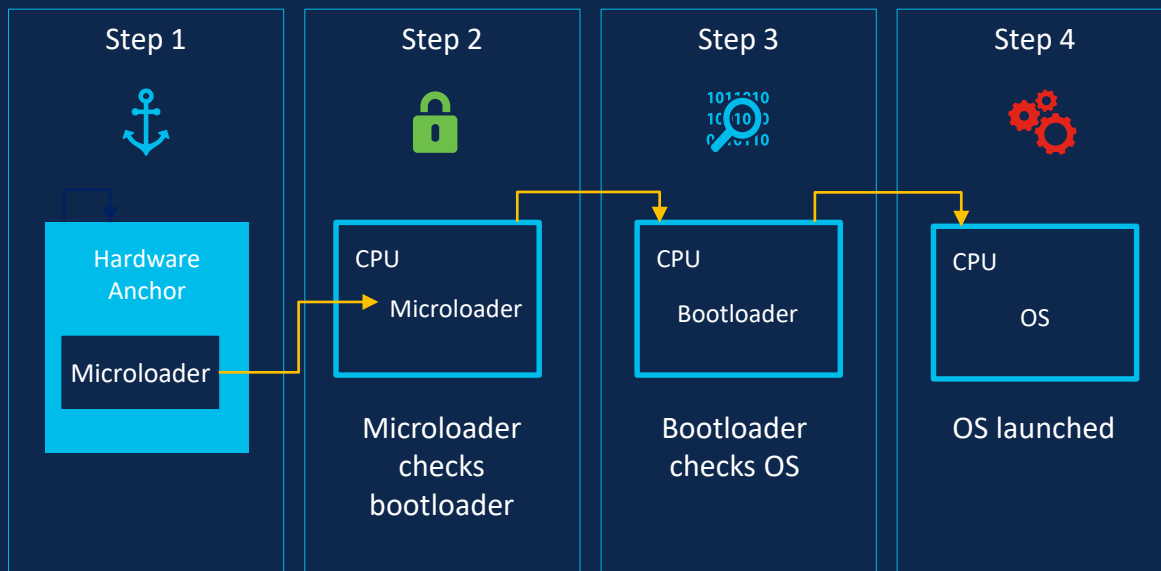 Step 1
Hardware
Anchor
Microloader
Step 2
CPU
Microloader
Microloader
checks
bootloader
Step 3
1011010
CPU
Bootloader
Bootloader
checks OS
Step 4
CPU
OS
OS launched